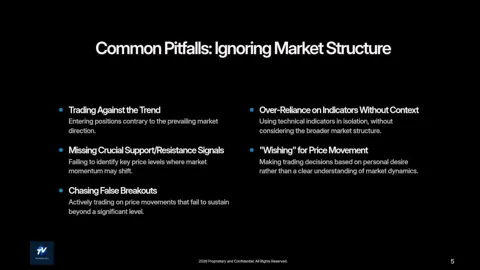 Common Pitfalls: Ignoring Market Structure
Trading Against the Trend
Entering positions contrary to the prevailing market
direction.
Missing Crucial Support/Resistance Signals
Failing to identify key price levels where market
momentum may shift.
Chasing False Breakouts
Actively trading on price movements that fail to sustain
beyond a significant level.
Over-Reliance on Indicators Without Context
Using technical indicators in isolation, without
considering the broader market structure.
"Wishing" for Price Movement
Making trading decisions based on personal desire
rather than a clear understanding of market dynamics.
2026 Proprietary and Confidential. All Rights Reserved.
5